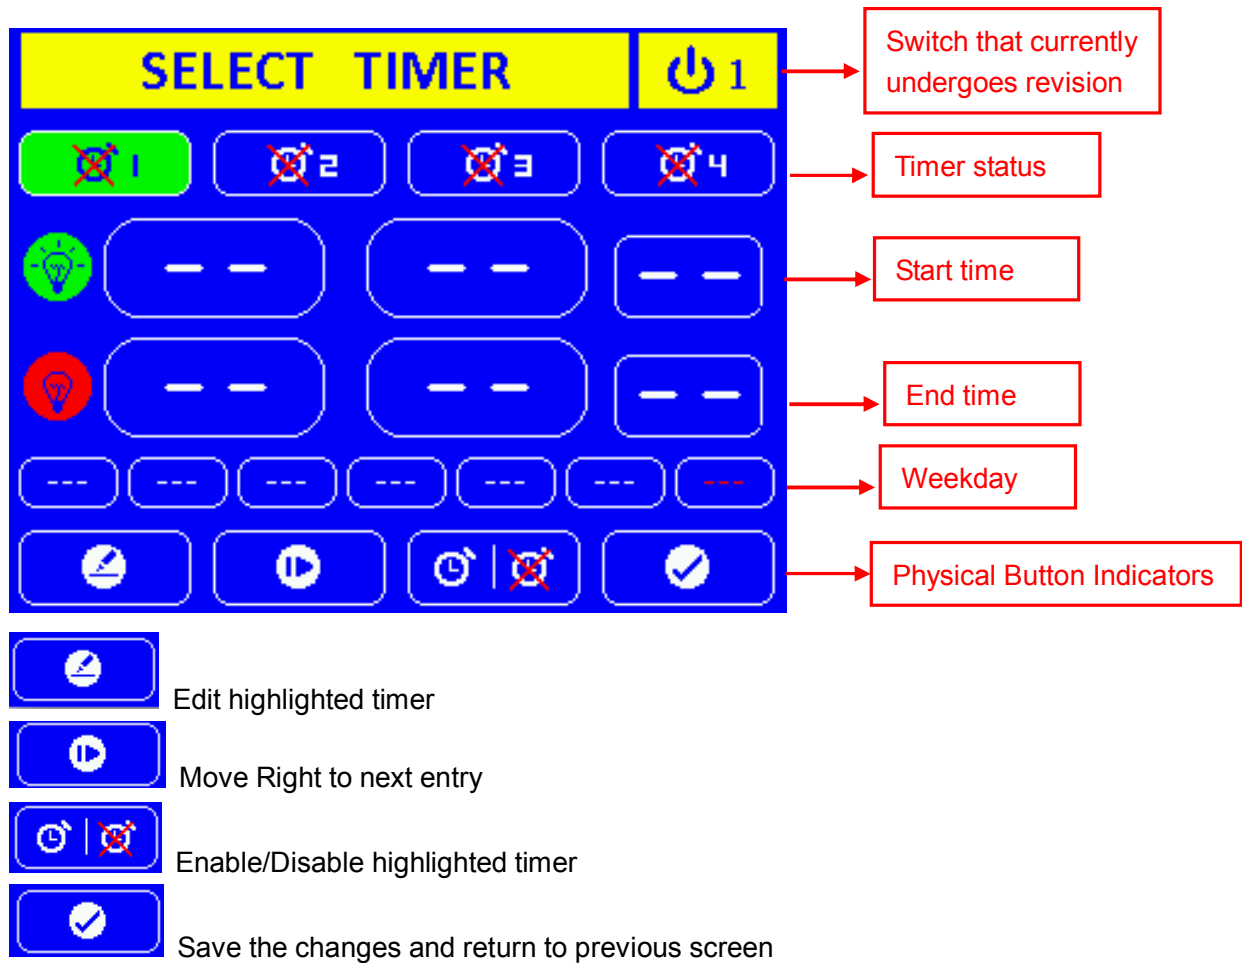 SELECT TIMER
1
Switch that currently
undergoes revision
1
2
3
4
Timer status
-- -- --
Start time
-- -- --
End time
--- --- --- --- --- --- ---
Weekday
Physical Button Indicators
Edit highlighted timer
Move Right to next entry
Enable/Disable highlighted timer
Save the changes and return to previous screen